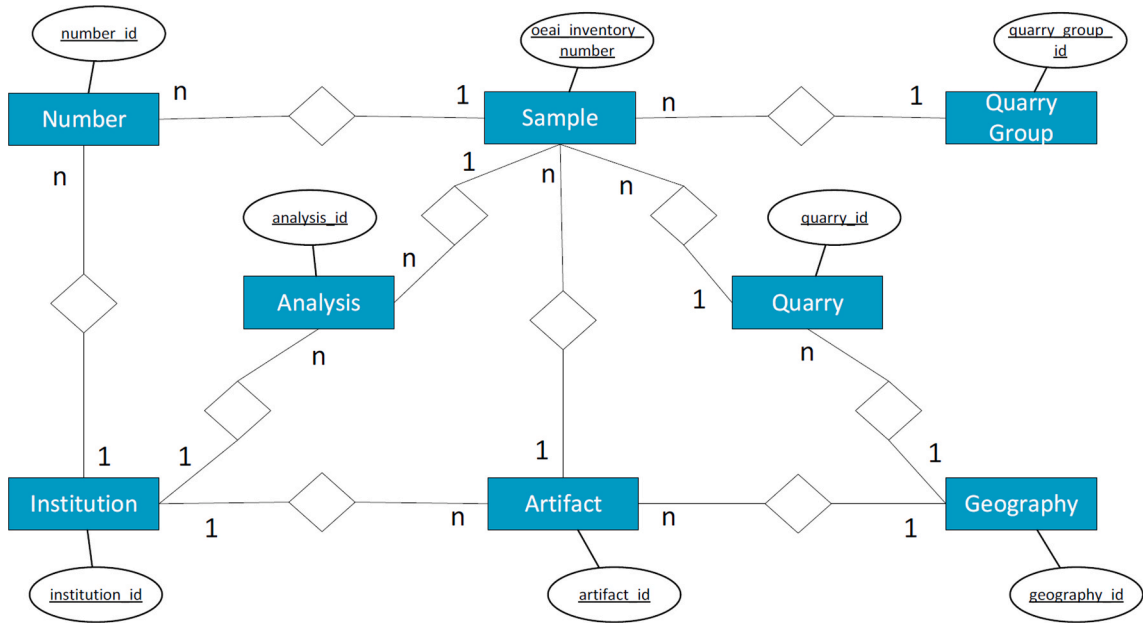 number_id
oeai_inventory_
number
quarry_group_
id
n
1
n
1
Number
Sample
Quarry
Group
n
1
n
n
analysis_id
quarry_id
n
1
Analysis
Quarry
n
n
1
1
1
1
Institution
Artifact
Geography
1
n
n
1
institution_id
artifact_id
geography_id